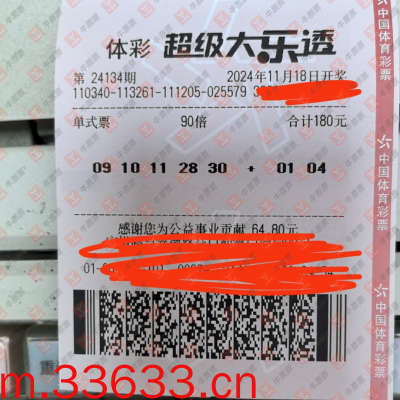 体彩 超级大乐透
第 24134期 2024年11月18日开奖
110340-113261-111205-025579
单式票 90倍 合计180元
09 10 11 28 30 + 01 04
感谢您为公益事业贡献 64.80元
中国体育彩票
中国体育彩票
中国体育彩票
m.33633.cn